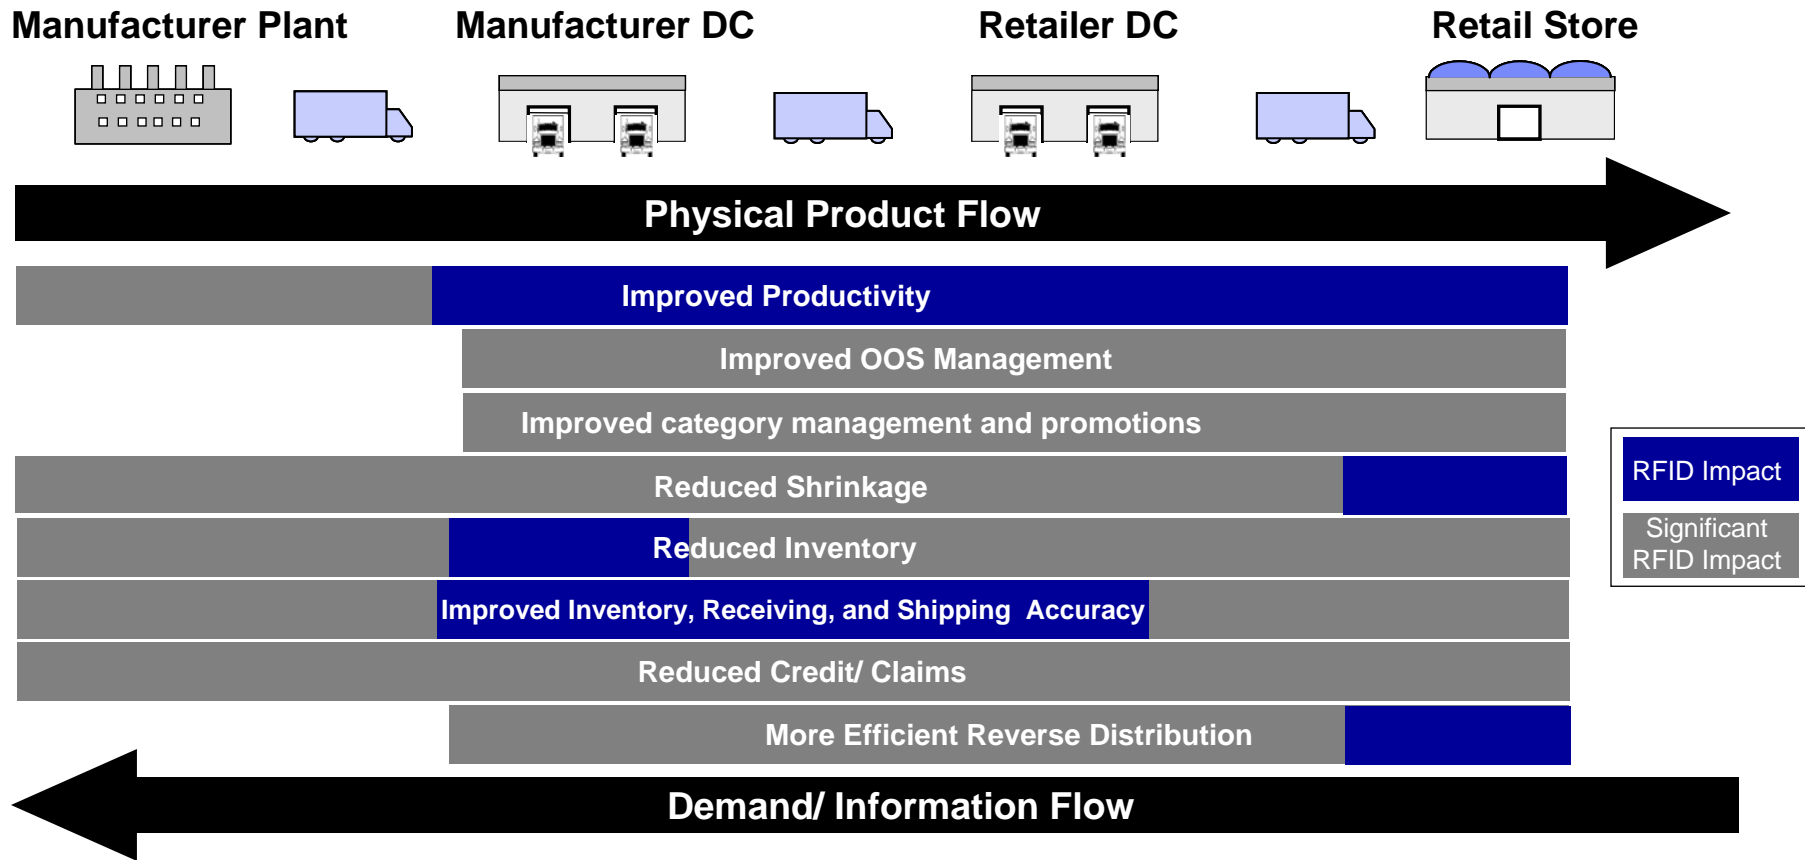 Manufacturer Plant
Manufacturer DC
Retailer DC
Retail Store
Physical Product Flow
Improved Productivity
Improved OOS Management
Improved category management and promotions
Reduced Shrinkage
Reduced Inventory
Improved Inventory, Receiving, and Shipping  Accuracy
Reduced Credit/ Claims
More Efficient Reverse Distribution
RFID Impact
Significant
RFID Impact
Demand/ Information Flow